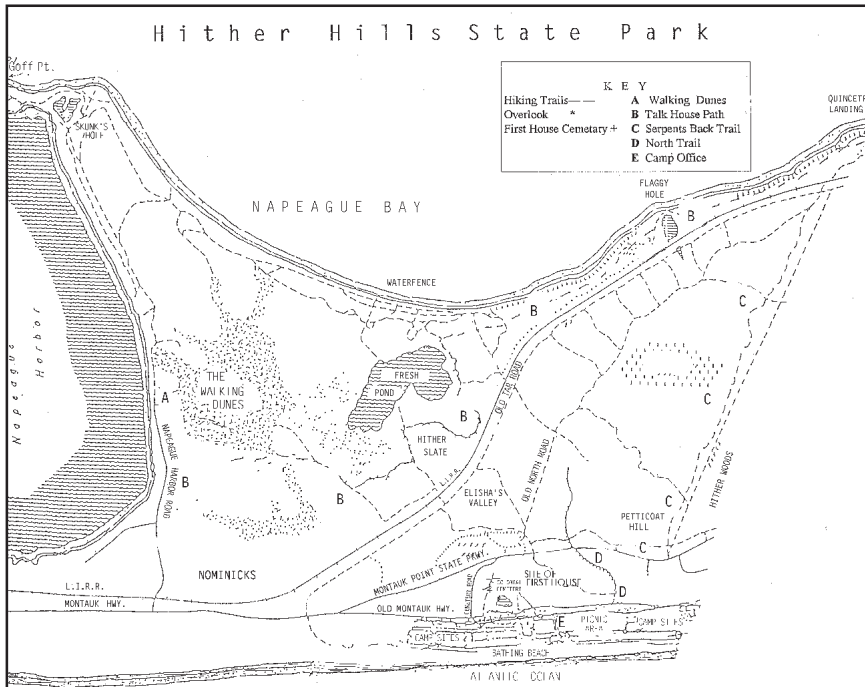 Hither Hills State Park
Goff Pt.
KEY
Hiking Trails— —
A Walking Dunes
Overlook *
B Talk House Path
First House Cemetary +
C Serpents Back Trail
D North Trail
E Camp Office
LANDING
SKUNK'S
FLAGGY
HOLE
B
NAPEAGUE BAY
WATERFENCE
B
C
Napeague
Harbor
THE
WALKING
DUNES
A
FRESH
POND
OLD TAR ROAD
C
B
HITHER
SLATE
NAPEAGUE HARBOR ROAD
B
B
L.I.R.R.
ELISHA'S
VALLEY
OLD NORTH ROAD
HITHER WOODS
C
PETTICOAT
HILL
C
D
NOMINICKS
MONTAUK POINT STATE PKWY.
SITE OF
FIRST HOUSE
D
L.I.R.R.
MONTAUK HWY.
OLD MONTAUK HWY.
E
PICNIC
AREA
CAMP SITES
CAMP SITES
BATHING BEACH
ATLANTIC OCEAN